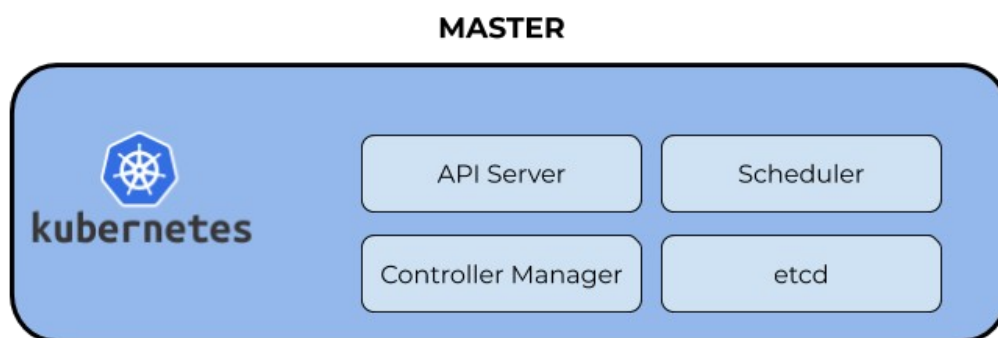 MASTER
kubernetes
API Server
Scheduler
Controller Manager
etcd